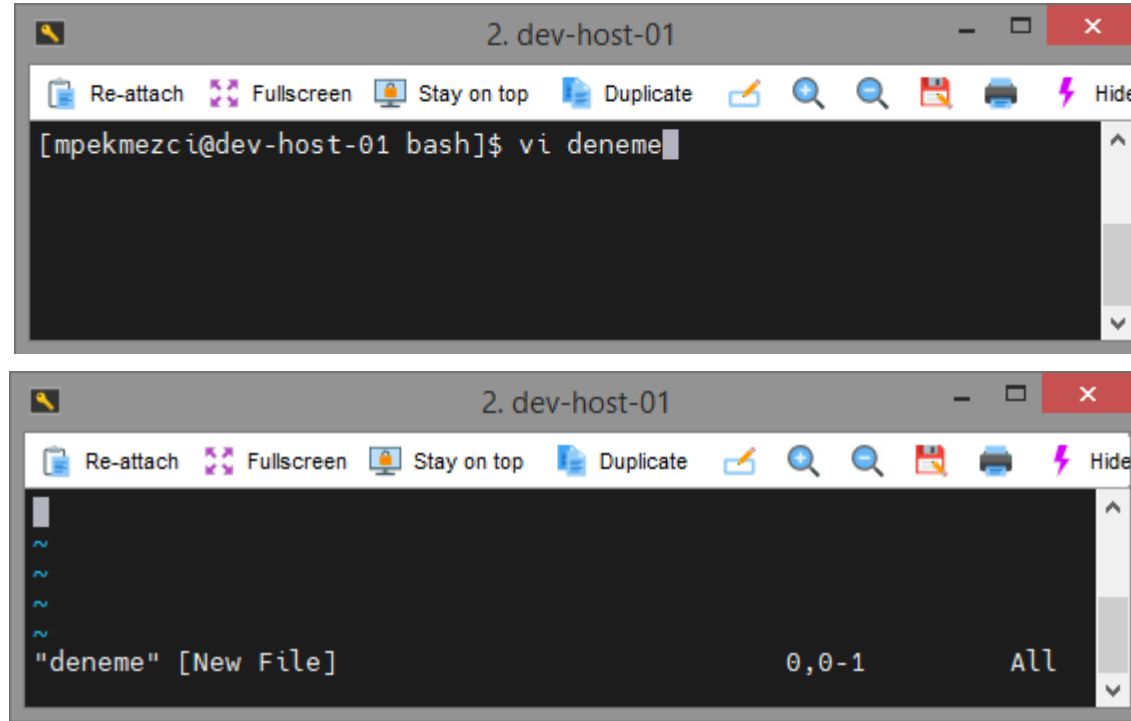 2. dev-host-01
Re-attach Fullscreen Stay on top Duplicate Hide
[mpekmezci@dev-host-01 bash]$ vi deneme
2. dev-host-01
Re-attach Fullscreen Stay on top Duplicate Hide
~
~
~
~
"deneme" [New File] 0,0-1 All